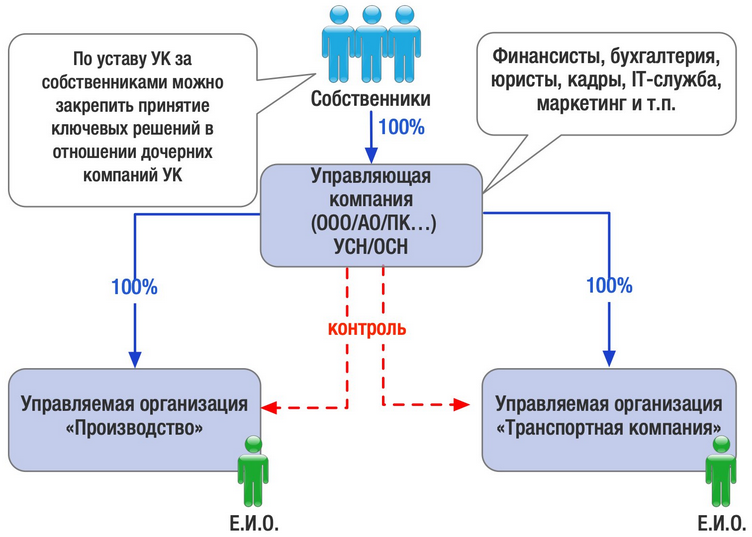 По уставу УК за
собственниками можно
закрепить принятие
ключевых решений в
отношении дочерних
компаний УК
Собственники
Финансисты, бухгалтерия,
юристы, кадры, IT-служба,
маркетинг и т.п.
100%
Управляющая
компания
(ООО/АО/ПК…)
УСН/ОСН
100%
100%
контроль
Управляемая организация
«Производство»
Управляемая организация
«Транспортная компания»
Е.И.О.
Е.И.О.